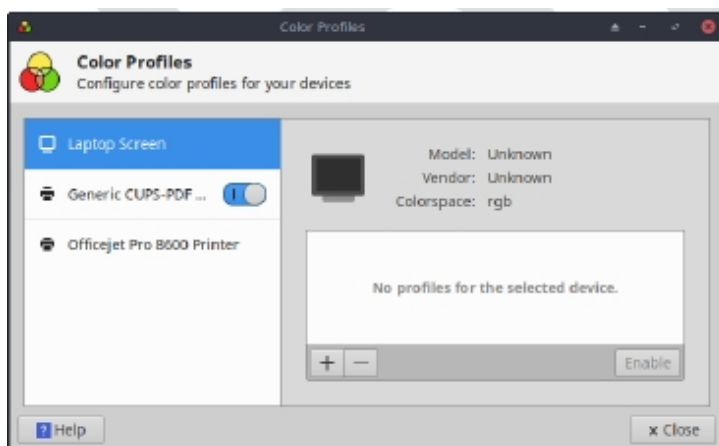 Color Profiles
Color Profiles
Configure color profiles for your devices
Laptop Screen
Generic CUPS-PDF ...
Officejet Pro 8600 Printer
Model: Unknown
Vendor: Unknown
Colorspace: rgb
No profiles for the selected device.
+ −
Enable
? Help
x Close